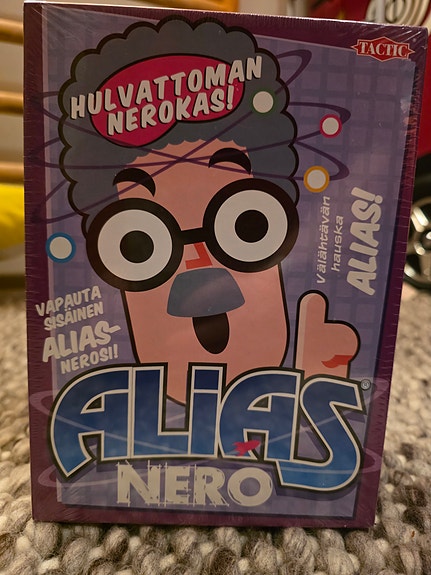 TACTIC
HULVATTOMAN
NEROKAS!
Välähtävän
hauska
ALIAS!
VAPAUTA
SISÄINEN
ALIAS-
NEROSI!
ALIAS®
NERO